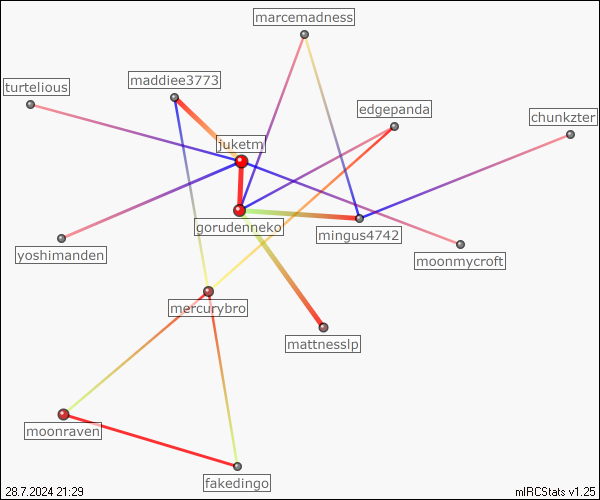 marcemadness
maddiee3773
turtelious
edgepanda
chunkzter
juketm
gorudenneko
mingus4742
yoshimanden
moonmycroft
mercurybro
mattnesslp
moonraven
fakedingo
28.7.2024 21:29
mIRCStats v1.25